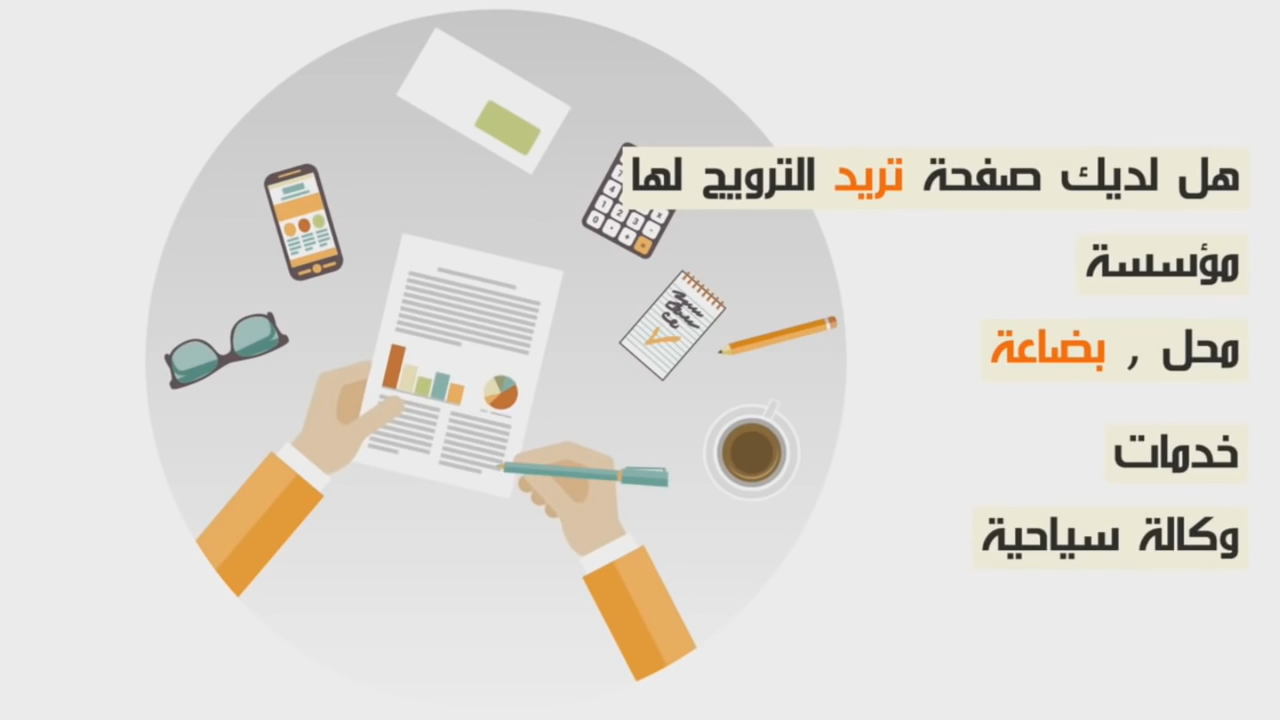 هل لديك صفحة تريد الترويج لها
مؤسسة
محل , بضاعة
خدمات
وكالة سياحية